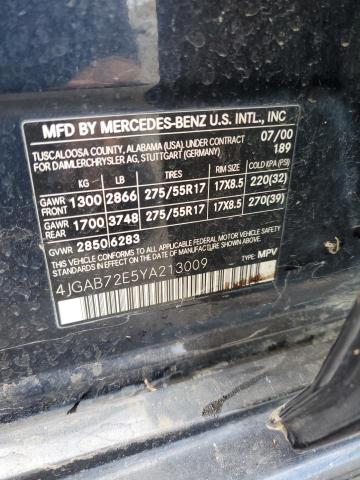 MFD BY MERCEDES-BENZ U.S. INTL., INC
TUSCALOOSA COUNTY, ALABAMA (USA), UNDER CONTRACT 07/00
FOR DAIMLERCHRYSLER AG, STUTTGART (GERMANY) 189
KG LB RIM SIZE COLD KPA (PSI)
GAWR FRONT 1300 2866 275/55R17 17X8.5 220(32)
GAWR REAR 1700 3748 275/55R17 17X8.5 270(39)
GVWR 2850 6283
THIS VEHICLE CONFORMS TO ALL APPLICABLE FEDERAL MOTOR VEHICLE SAFETY
STANDARDS IN EFFECT ON THE DATE OF MANUFACTURE SHOWN ABOVE.
4JGAB72E5YA213009 TYPE: MPV